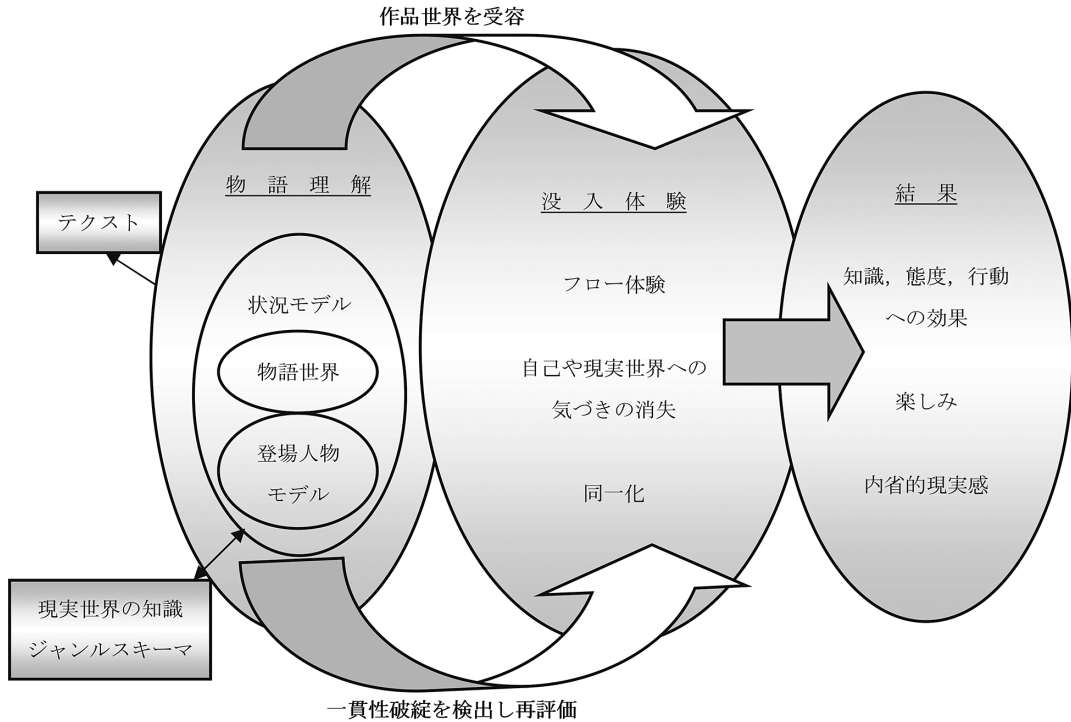 作品世界を受容
物　語　理　解
テクスト
状況モデル
物語世界
登場人物
モデル
現実世界の知識
ジャンルスキーマ
没　入　体　験
フロー体験
自己や現実世界への
気づきの消失
同一化
結　果
知識，態度，行動
への効果
楽しみ
内省的現実感
一貫性破綻を検出し再評価